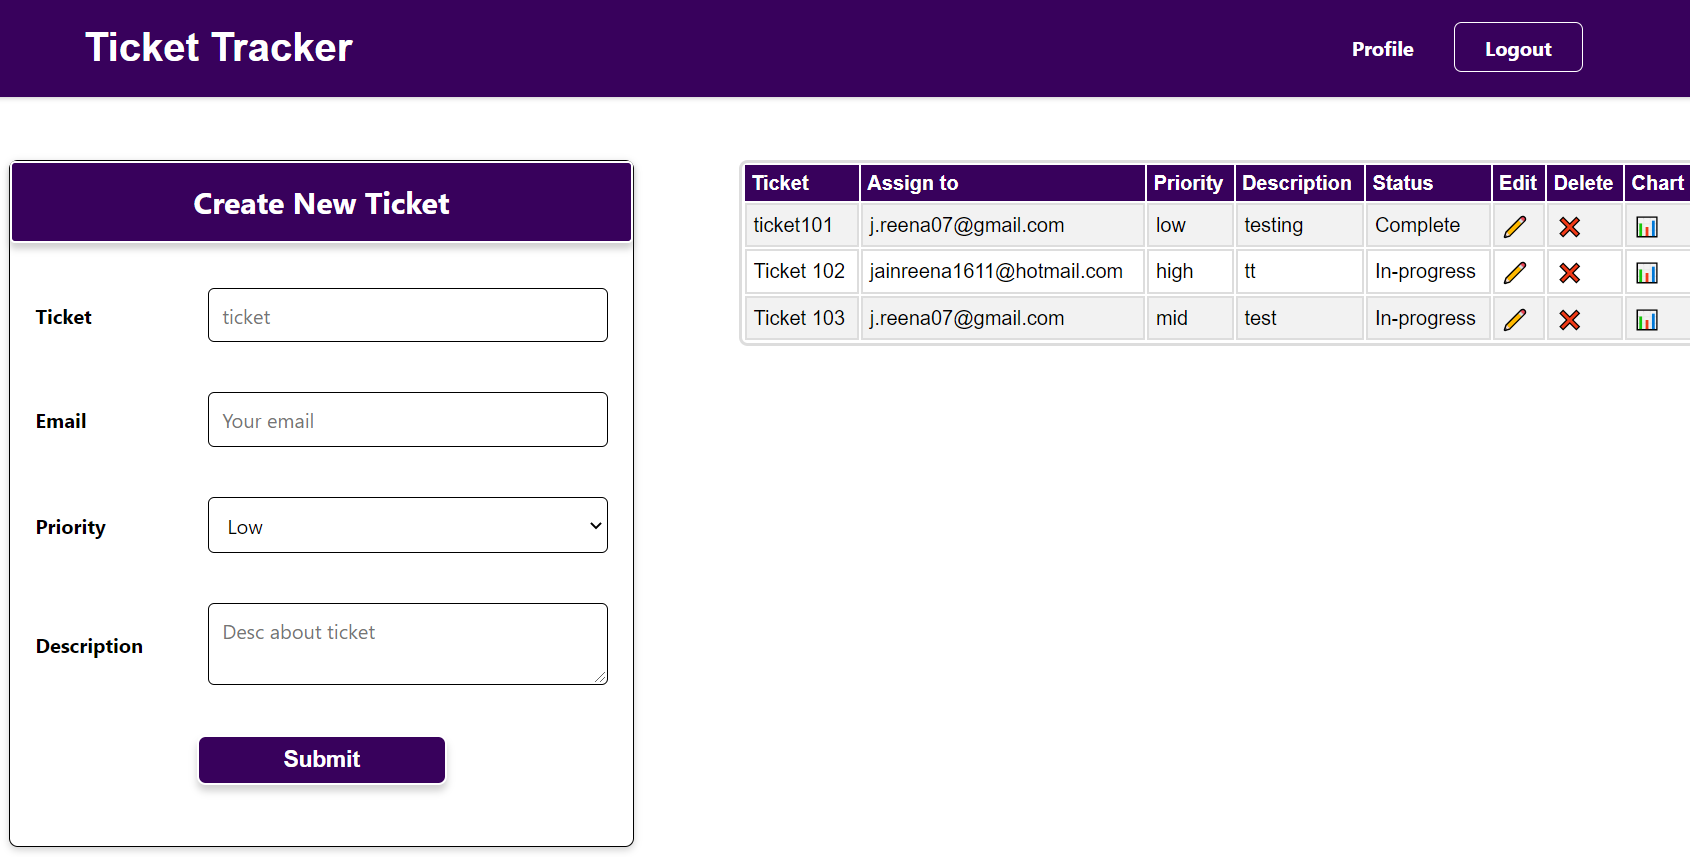 Ticket Tracker
Profile
Logout
Create New Ticket
Ticket
ticket
Email
Your email
Priority
Low
Description
Desc about ticket
Submit
Ticket Assign to Priority Description Status Edit Delete Chart
ticket101 j.reena07@gmail.com low testing Complete
Ticket 102 jainreena1611@hotmail.com high tt In-progress
Ticket 103 j.reena07@gmail.com mid test In-progress